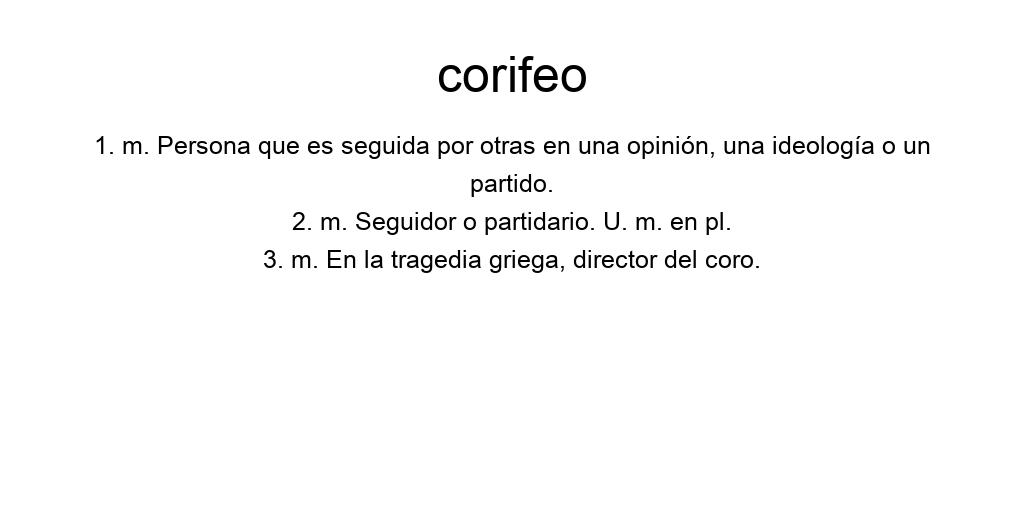 corifeo
1. m. Persona que es seguida por otras en una opinión, una ideología o un
partido.
2. m. Seguidor o partidario. U. m. en pl.
3. m. En la tragedia griega, director del coro.